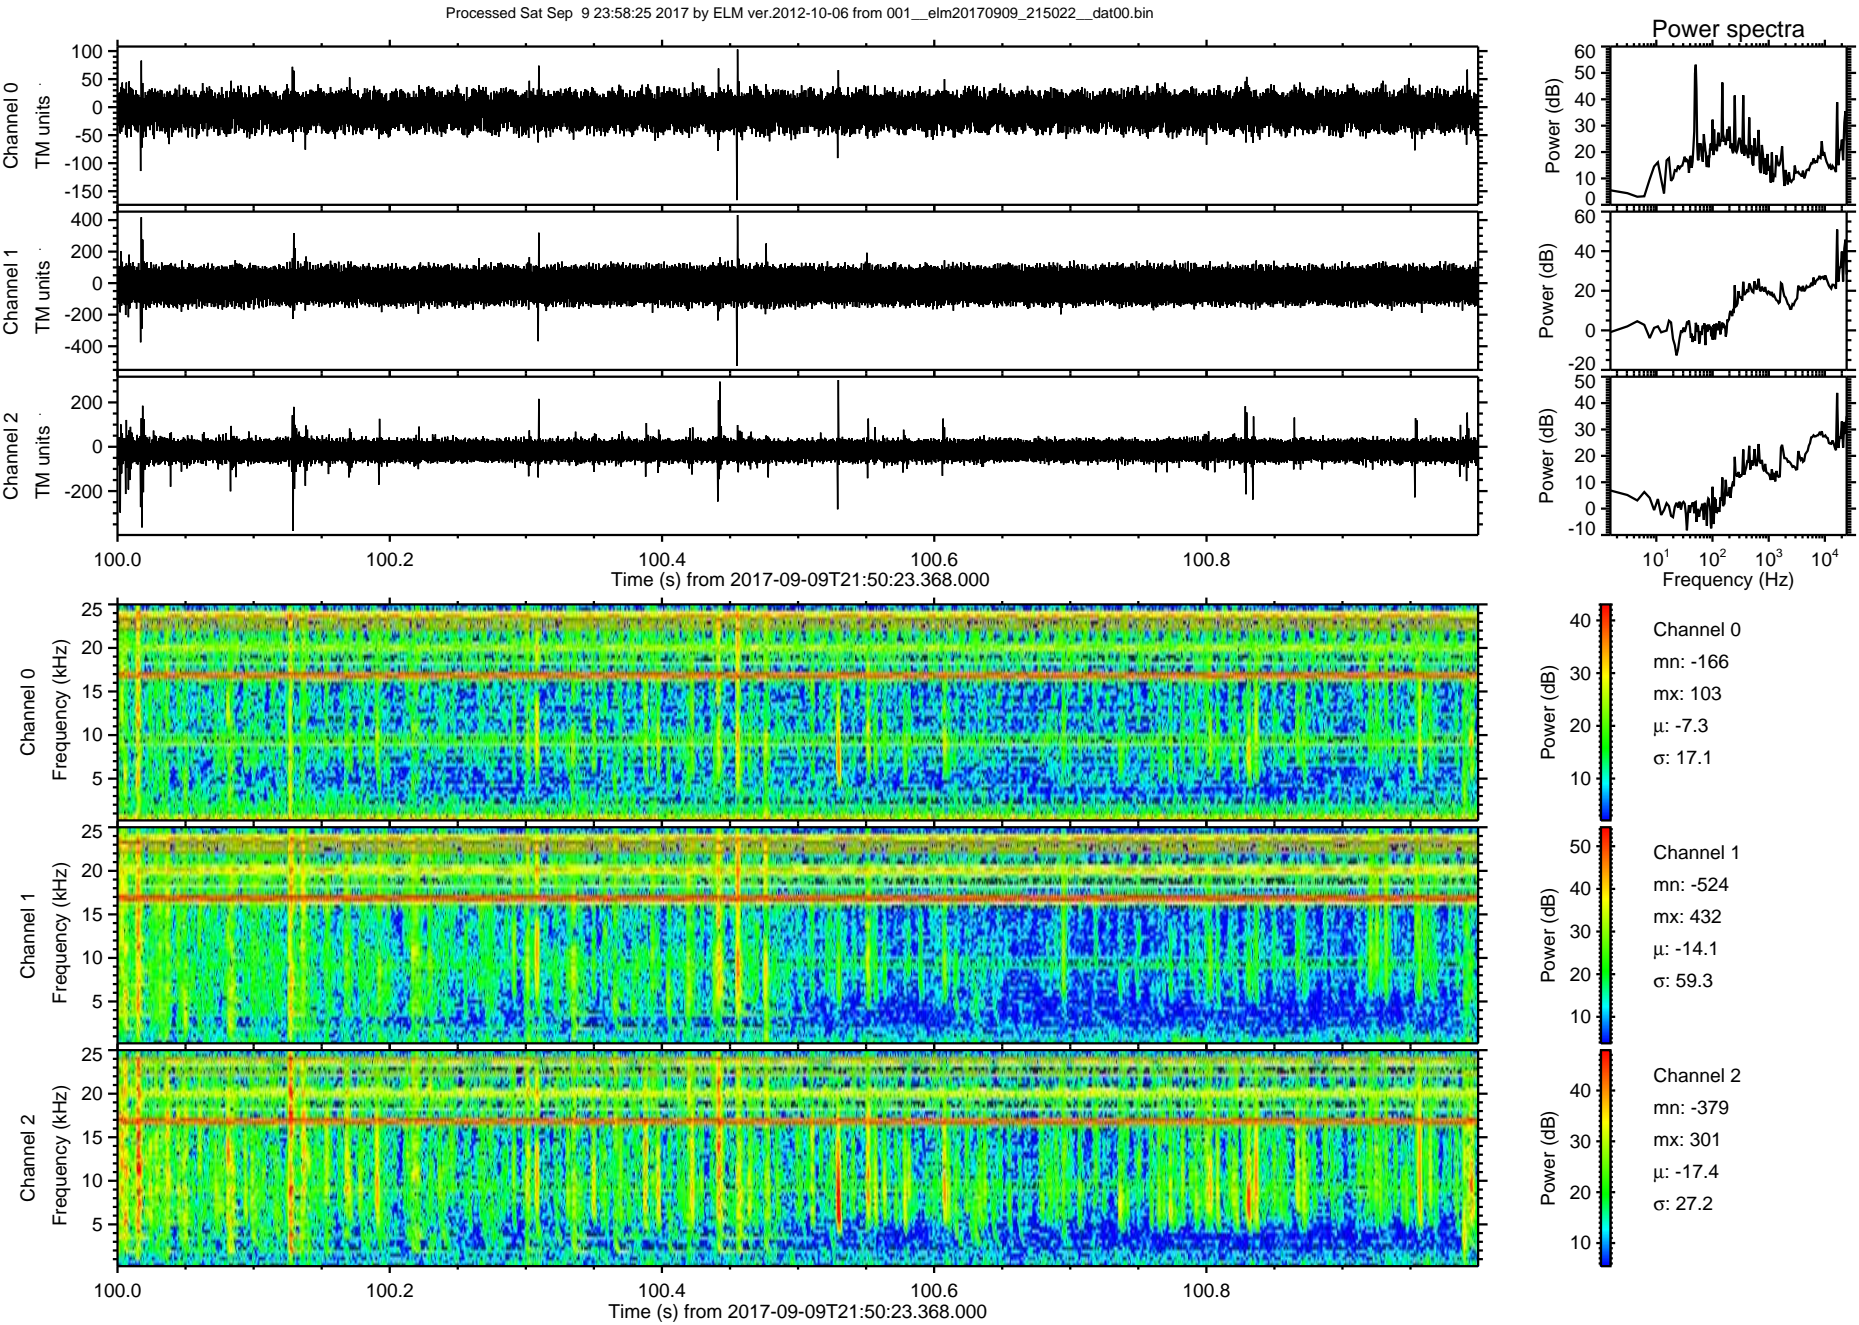 Processed Sat Sep 9 23:58:25 2017 by ELM ver.2012-10-06 from 001__elm20170909_215022__dat00.bin
Power spectra
Channel 0
TM units
100
50
0
-50
-100
-150
Power (dB)
60
50
40
30
20
10
0
Channel 1
TM units
400
200
0
-200
-400
Power (dB)
60
40
20
0
-20
Channel 2
TM units
200
0
-200
Power (dB)
50
40
30
20
10
0
-10
100.0 100.2 100.4 100.6 100.8
Time (s) from 2017-09-09T21:50:23.368.000
10^1 10^2 10^3 10^4
Frequency (Hz)
Channel 0
Frequency (kHz)
25
20
15
10
5
Power (dB)
40
30
20
10
Channel 0
mn: -166
mx: 103
μ: -7.3
σ: 17.1
Channel 1
Frequency (kHz)
25
20
15
10
5
Power (dB)
50
40
30
20
10
Channel 1
mn: -524
mx: 432
μ: -14.1
σ: 59.3
Channel 2
Frequency (kHz)
25
20
15
10
5
Power (dB)
40
30
20
10
Channel 2
mn: -379
mx: 301
μ: -17.4
σ: 27.2
100.0 100.2 100.4 100.6 100.8
Time (s) from 2017-09-09T21:50:23.368.000